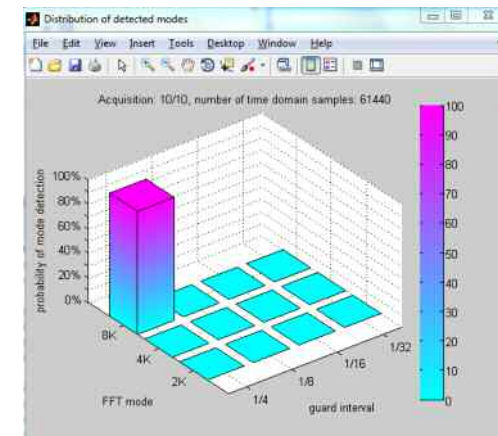 Distribution of detected modes
File Edit View Insert Tools Desktop Window Help
Acquisition: 10/10, number of time domain samples: 61440
probability of mode detection
100%
80%
60%
40%
20%
0%
8K
4K
2K
FFT mode
1/4
1/8
1/16
1/32
guard interval
100
90
80
70
60
50
40
30
20
10
0